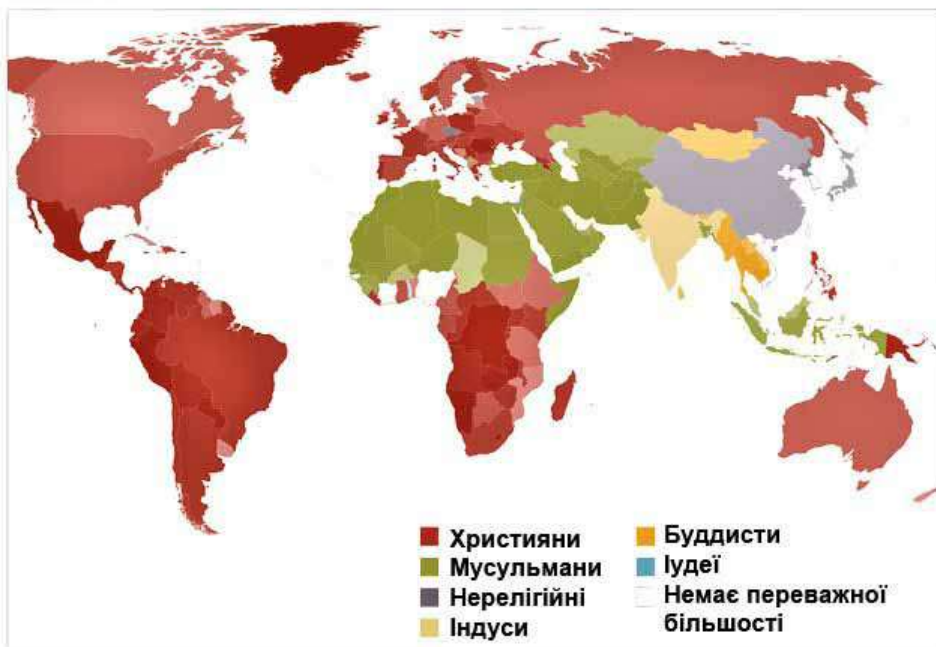 Християни
Мусульмани
Нерелігійні
Індуси
Буддисти
Іудеї
Немає переважної
більшості